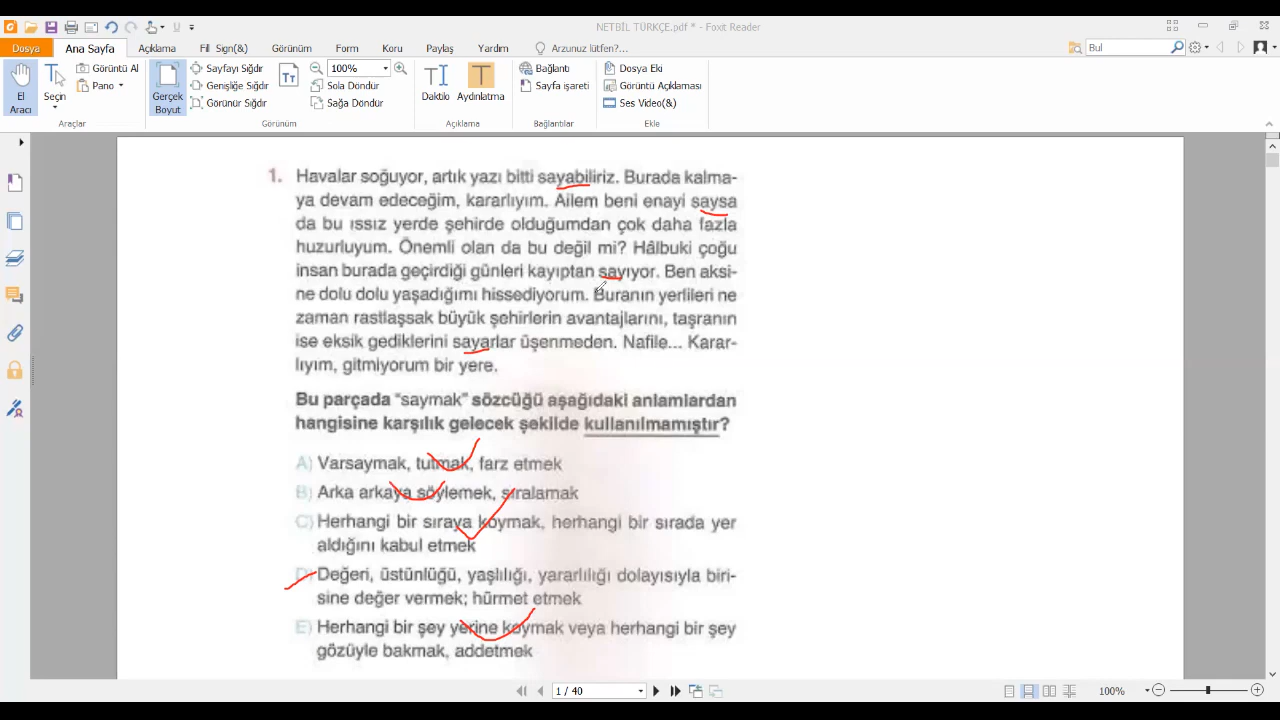 NETBİL TÜRKÇE.pdf * - Foxit Reader
Dosya Ana Sayfa Açıklama Fill Sign(&) Görünüm Form Koru Paylaş Yardım Arzunuz lütfen?... Bul
El Aracı Seçin Görüntü Al Pano
Araçlar
Gerçek Boyut Sayfayı Sığdır Genişliğe Sığdır Görünür Sığdır 100% Sola Döndür Sağa Döndür
Görünüm
Daktilo Aydınlatma
Açıklama
Bağlantı Sayfa işareti
Bağlantılar
Dosya Eki Görüntü Açıklaması Ses Video(&)
Ekle
1. Havalar soğuyor, artık yazı bitti sayabiliriz. Burada kalma-
ya devam edeceğim, kararlıyım. Ailem beni enayi saysa
da bu ıssız yerde şehirde olduğumdan çok daha fazla
huzurluyum. Önemli olan da bu değil mi? Hâlbuki çoğu
insan burada geçirdiği günleri kayıptan sayıyor. Ben aksi-
ne dolu dolu yaşadığımı hissediyorum. Buranın yerlileri ne
zaman rastlaşsak büyük şehirlerin avantajlarını, taşranın
ise eksik gediklerini sayarlar üşenmeden. Nafile... Karar-
lıyım, gitmiyorum bir yere.
Bu parçada “saymak” sözcüğü aşağıdaki anlamlardan
hangisine karşılık gelecek şekilde kullanılmamıştır?
A) Varsaymak, tutmak, farz etmek
B) Arka arkaya söylemek, sıralamak
C) Herhangi bir sıraya koymak, herhangi bir sırada yer
aldığını kabul etmek
D) Değeri, üstünlüğü, yaşlılığı, yararlılığı dolayısıyla biri-
sine değer vermek; hürmet etmek
E) Herhangi bir şey yerine koymak veya herhangi bir şey
gözüyle bakmak, addetmek
1 / 40
100%